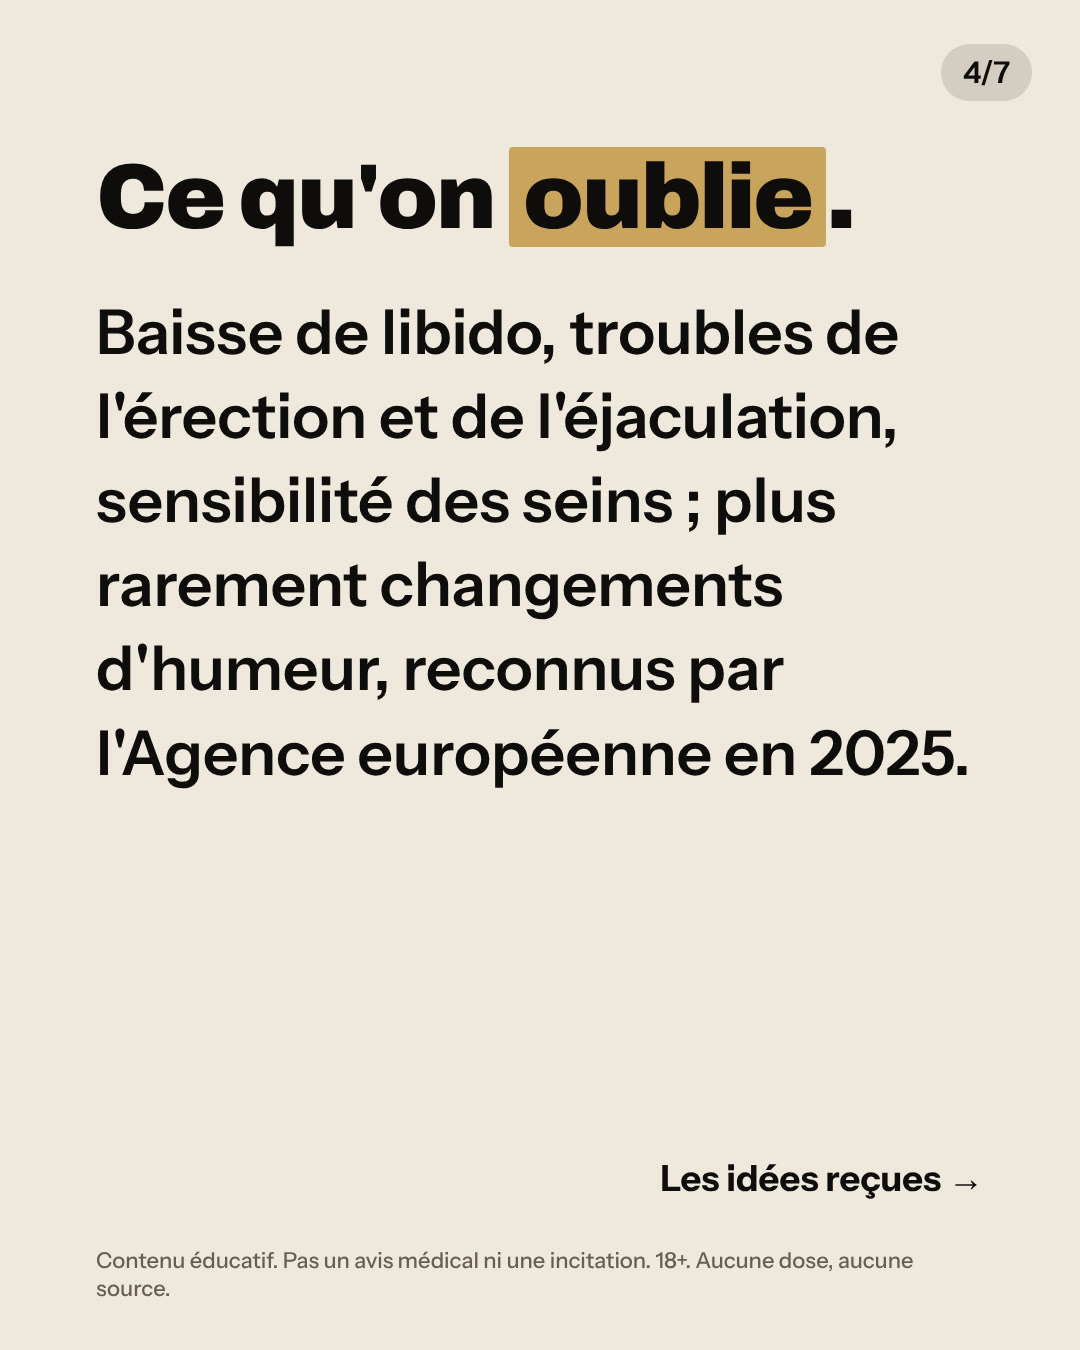 4/7
Ce qu'on oublie.
Baisse de libido, troubles de
l'érection et de l'éjaculation,
sensibilité des seins ; plus
rarement changements
d'humeur, reconnus par
l'Agence européenne en 2025.
Les idées reçues →
Contenu éducatif. Pas un avis médical ni une incitation. 18+. Aucune dose, aucune
source.